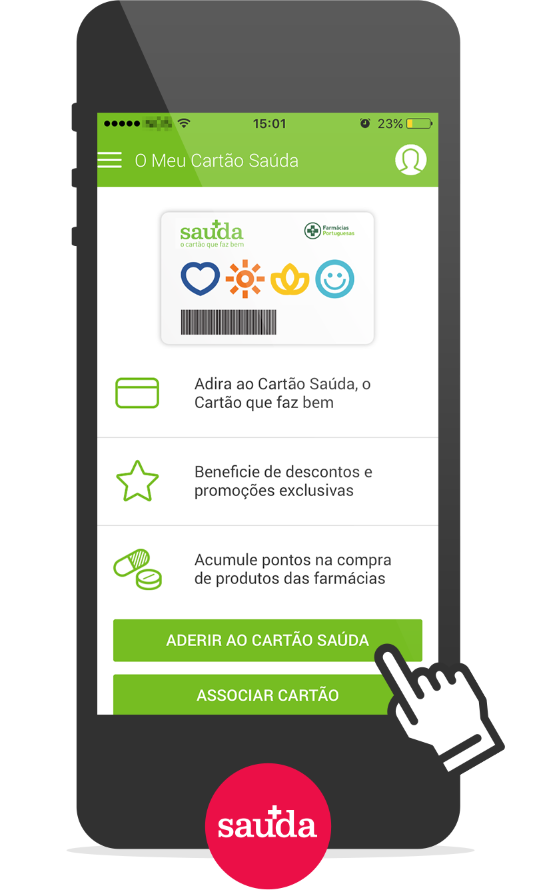 15:01
23%
O Meu Cartão Saúda
sauda
o cartão que faz bem
Farmácias
Portuguesas
Adira ao Cartão Saúda, o
Cartão que faz bem
Beneficie de descontos e
promoções exclusivas
Acumule pontos na compra
de produtos das farmácias
ADERIR AO CARTÃO SAÚDA
ASSOCIAR CARTÃO
sauda